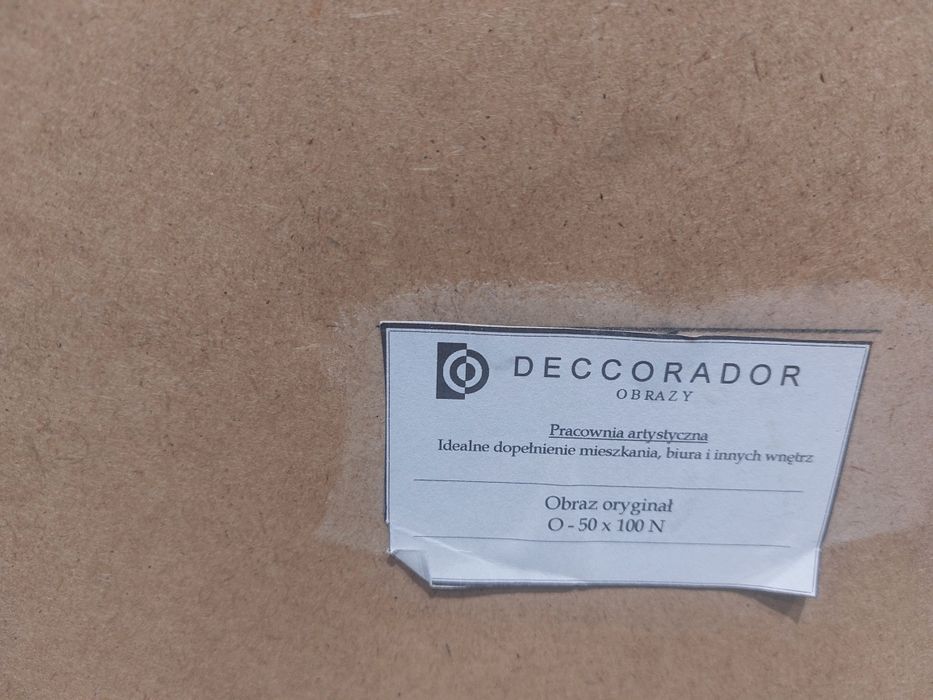 DECCORADOR
OBRAZY
Pracownia artystyczna
Idealne dopełnienie mieszkania, biura i innych wnętrz
Obraz oryginał
O - 50 x 100 N